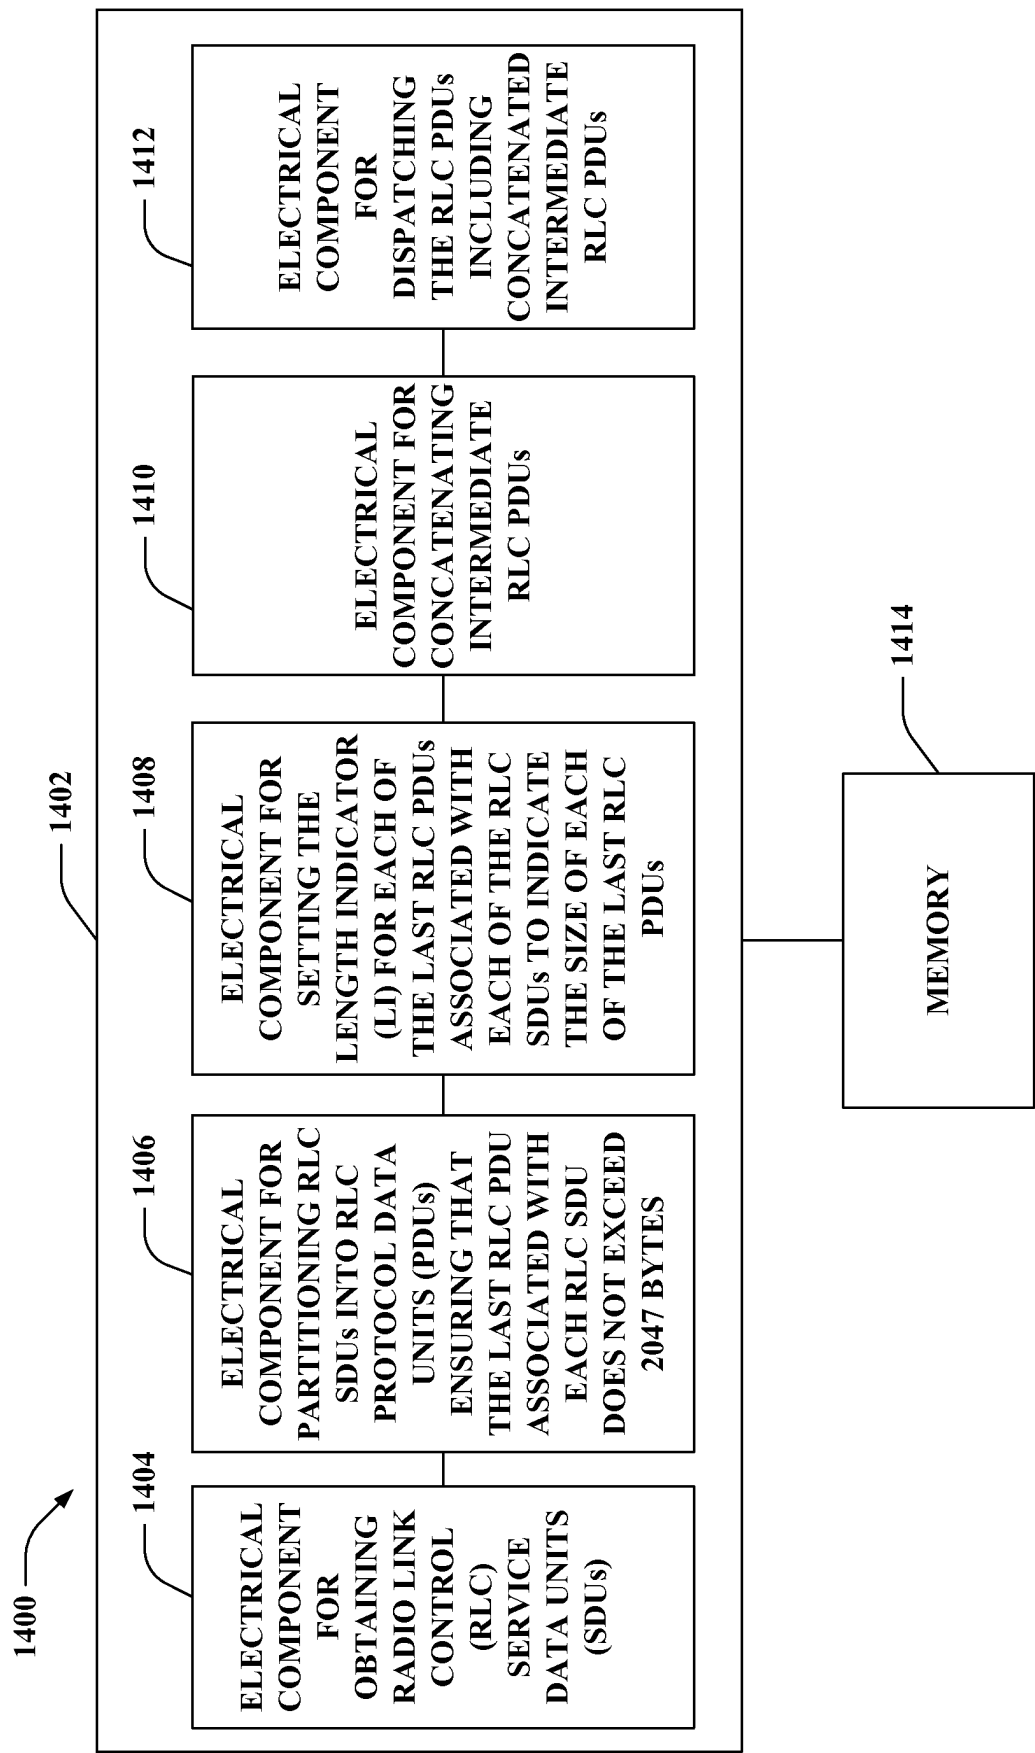 1400
1402
1404
ELECTRICAL
COMPONENT
FOR
OBTAINING
RADIO LINK
CONTROL
(RLC)
SERVICE
DATA UNITS
(SDUs)
1406
ELECTRICAL
COMPONENT FOR
PARTITIONING RLC
SDUs INTO RLC
PROTOCOL DATA
UNITS (PDUs)
ENSURING THAT
THE LAST RLC PDU
ASSOCIATED WITH
EACH RLC SDU
DOES NOT EXCEED
2047 BYTES
1408
ELECTRICAL
COMPONENT FOR
SETTING THE
LENGTH INDICATOR
(LI) FOR EACH OF
THE LAST RLC PDUs
ASSOCIATED WITH
EACH OF THE RLC
SDUs TO INDICATE
THE SIZE OF EACH
OF THE LAST RLC
PDUs
1410
ELECTRICAL
COMPONENT FOR
CONCATENATING
INTERMEDIATE
RLC PDUs
1412
ELECTRICAL
COMPONENT
FOR
DISPATCHING
THE RLC PDUs
INCLUDING
CONCATENATED
INTERMEDIATE
RLC PDUs
1414
MEMORY